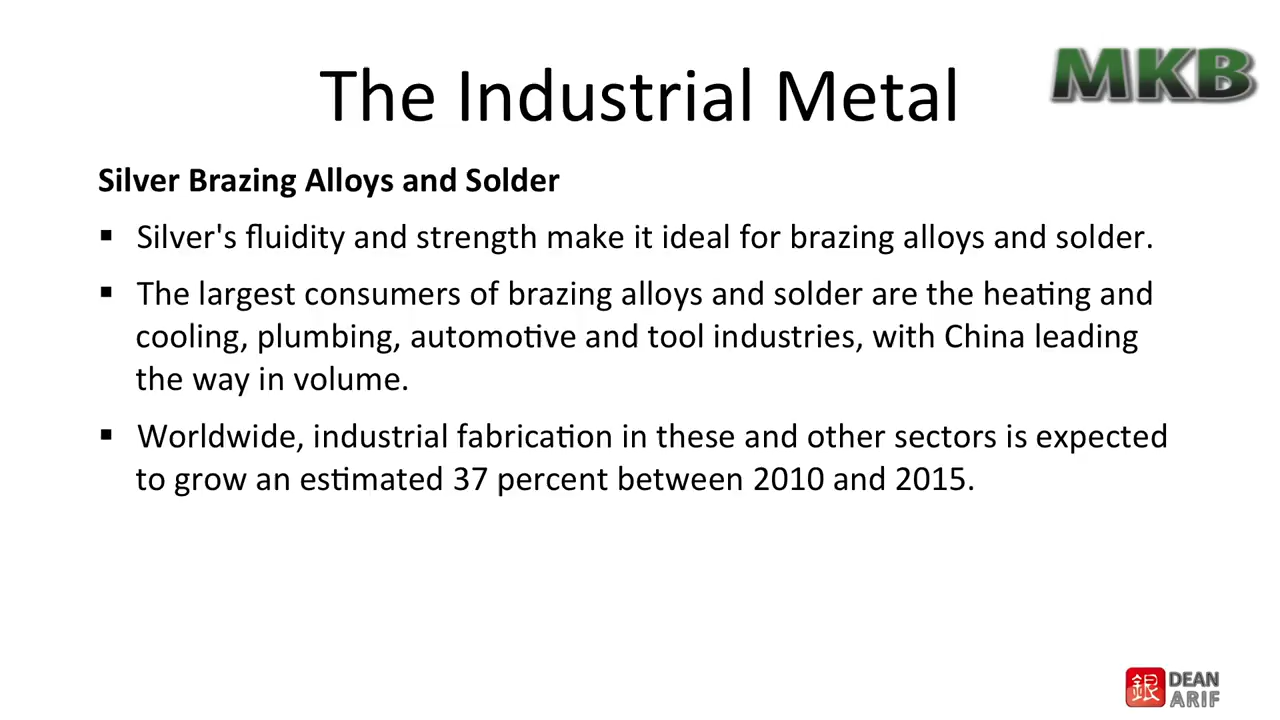 The Industrial Metal
MKB
Silver Brazing Alloys and Solder
▪ Silver's fluidity and strength make it ideal for brazing alloys and solder.
▪ The largest consumers of brazing alloys and solder are the heating and
cooling, plumbing, automotive and tool industries, with China leading
the way in volume.
▪ Worldwide, industrial fabrication in these and other sectors is expected
to grow an estimated 37 percent between 2010 and 2015.
銀
DEAN
ARIF